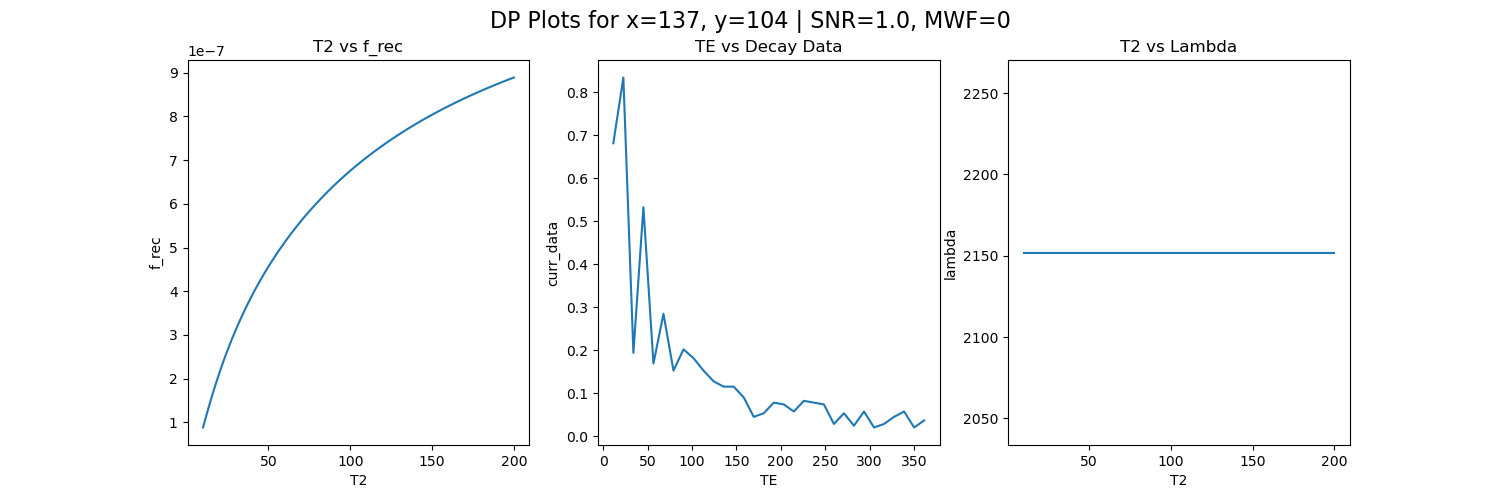 DP Plots for x=137, y=104 | SNR=1.0, MWF=0
T2 vs f_rec
1e−7
9
8
7
6
5
4
3
2
1
f_rec
50 100 150 200
T2
TE vs Decay Data
0.8
0.7
0.6
0.5
0.4
0.3
0.2
0.1
0.0
curr_data
0 50 100 150 200 250 300 350
TE
T2 vs Lambda
2250
2200
2150
2100
2050
lambda
50 100 150 200
T2